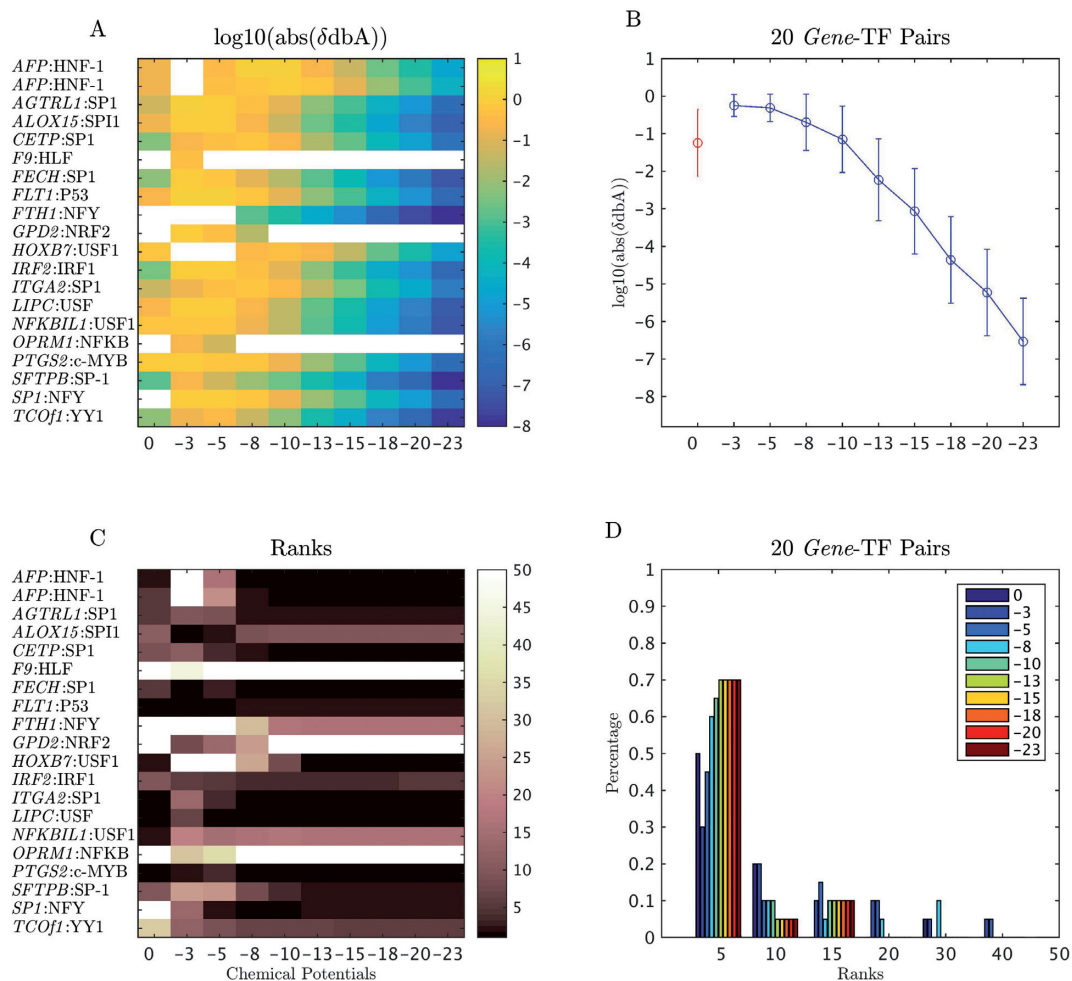 A
log10(abs(δdbA))
AFP:HNF-1
AFP:HNF-1
AGTRL1:SP1
ALOX15:SPI1
CETP:SP1
F9:HLF
FECH:SP1
FLT1:P53
FTH1:NFY
GPD2:NRF2
HOXB7:USF1
IRF2:IRF1
ITGA2:SP1
LIPC:USF
NFKBIL1:USF1
OPRM1:NFKB
PTGS2:c-MYB
SFTPB:SP-1
SP1:NFY
TCOf1:YY1
0 −3 −5 −8 −10 −13 −15 −18 −20 −23
1
0
−1
−2
−3
−4
−5
−6
−7
−8
B
20 Gene-TF Pairs
log10(abs(δdbA))
1
0
−1
−2
−3
−4
−5
−6
−7
−8
0 −3 −5 −8 −10 −13 −15 −18 −20 −23
C
Ranks
AFP:HNF-1
AFP:HNF-1
AGTRL1:SP1
ALOX15:SPI1
CETP:SP1
F9:HLF
FECH:SP1
FLT1:P53
FTH1:NFY
GPD2:NRF2
HOXB7:USF1
IRF2:IRF1
ITGA2:SP1
LIPC:USF
NFKBIL1:USF1
OPRM1:NFKB
PTGS2:c-MYB
SFTPB:SP-1
SP1:NFY
TCOf1:YY1
0 −3 −5 −8 −10 −13 −15 −18 −20 −23
Chemical Potentials
50
45
40
35
30
25
20
15
10
5
D
20 Gene-TF Pairs
Percentage
1
0.9
0.8
0.7
0.6
0.5
0.4
0.3
0.2
0.1
0
5 10 15 20 30 40 50
Ranks
0
−3
−5
−8
−10
−13
−15
−18
−20
−23